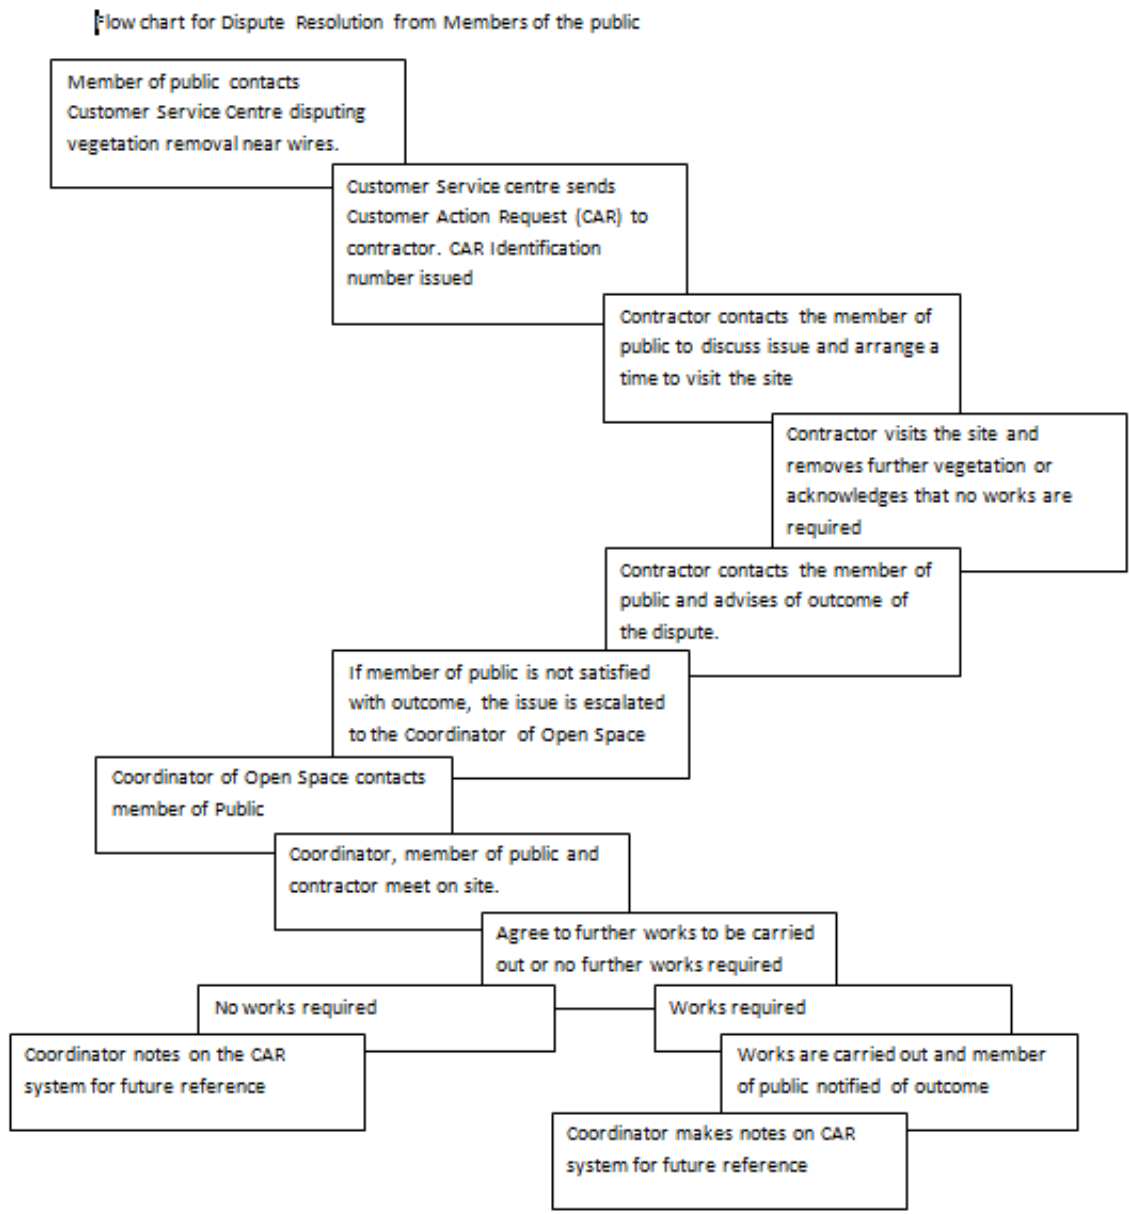 Flow chart for Dispute Resolution from Members of the public
Member of public contacts
Customer Service Centre disputing
vegetation removal near wires.
Customer Service centre sends
Customer Action Request (CAR) to
contractor. CAR Identification
number issued
Contractor contacts the member of
public to discuss issue and arrange a
time to visit the site
Contractor visits the site and
removes further vegetation or
acknowledges that no works are
required
Contractor contacts the member of
public and advises of outcome of
the dispute.
If member of public is not satisfied
with outcome, the issue is escalated
to the Coordinator of Open Space
Coordinator of Open Space contacts
member of Public
Coordinator, member of public and
contractor meet on site.
Agree to further works to be carried
out or no further works required
No works required
Works required
Coordinator notes on the CAR
system for future reference
Works are carried out and member
of public notified of outcome
Coordinator makes notes on CAR
system for future reference